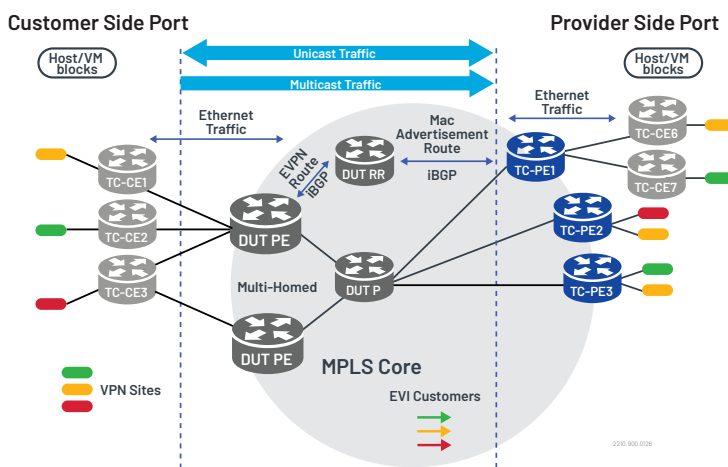 Customer Side Port
Provider Side Port
Host/VM
blocks
Host/VM
blocks
Unicast Traffic
Multicast Traffic
Ethernet
Traffic
Mac
Advertisement
Route
iBGP
Ethernet
Traffic
EVPN
Route
iBGP
DUT RR
TC-CE1
TC-CE2
TC-CE3
DUT PE
DUT PE
Multi-Homed
DUT P
TC-PE1
TC-PE2
TC-PE3
TC-CE6
TC-CE7
MPLS Core
VPN Sites
EVI Customers
2210.900.0126